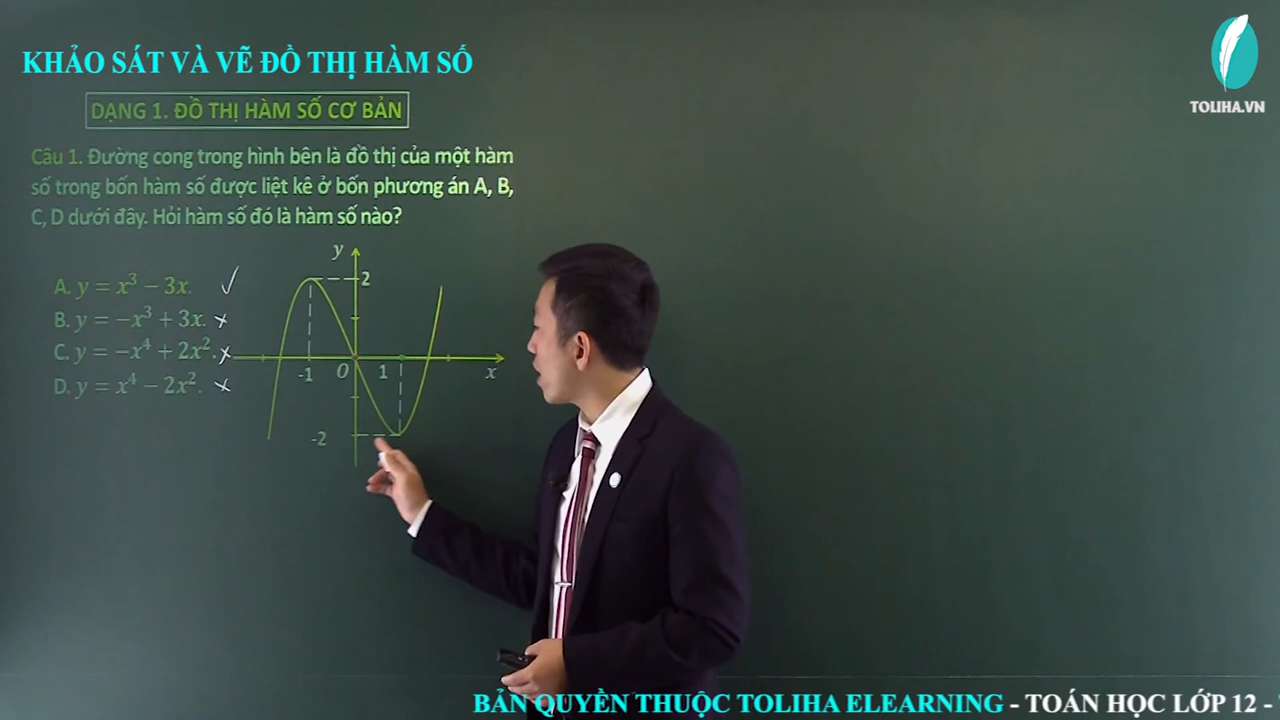 KHẢO SÁT VÀ VẼ ĐỒ THỊ HÀM SỐ
TOLIHA.VN
DẠNG 1. ĐỒ THỊ HÀM SỐ CƠ BẢN
Câu 1. Đường cong trong hình bên là đồ thị của một hàm
số trong bốn hàm số được liệt kê ở bốn phương án A, B,
C, D dưới đây. Hỏi hàm số đó là hàm số nào?
A. y = x³ − 3x.
B. y = −x³ + 3x.
C. y = −x⁴ + 2x².
D. y = x⁴ − 2x².
y
2
-1
O
1
x
-2
BẢN QUYỀN THUỘC TOLIHA ELEARNING - TOÁN HỌC LỚP 12 -